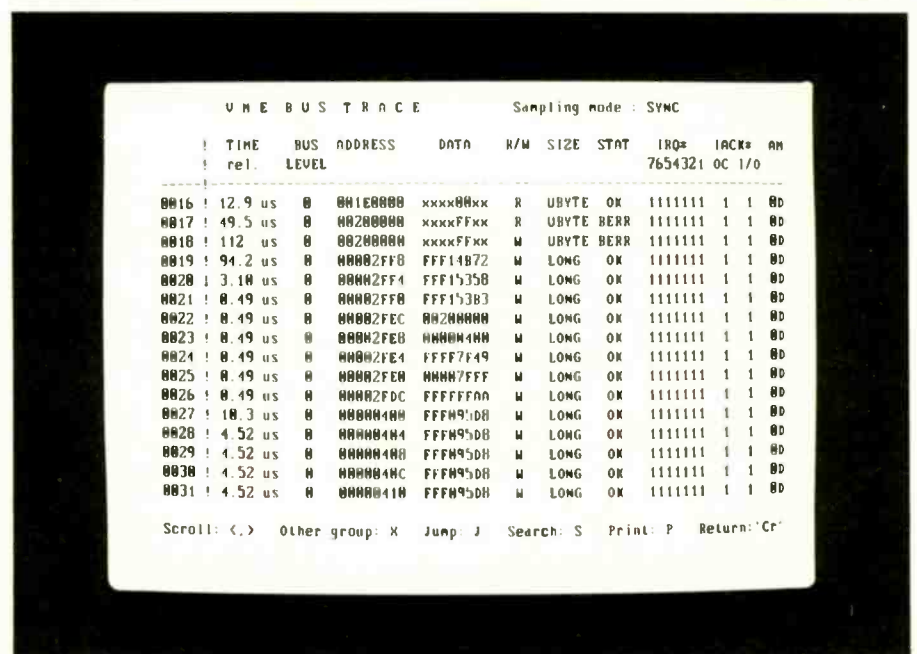 VME BUS TRACE Sampling mode : SYNC
! TIME BUS ADDRESS DATA R/W SIZE STAT IRQ* IACK* AM
! rel. LEVEL 7654321 OC I/O
0016 ! 12.9 us 0 001E0000 xxxx00xx R UBYTE OK 1111111 1 1 0D
0017 ! 49.5 us 0 00200000 xxxxFFxx R UBYTE BERR 1111111 1 1 0D
0018 ! 112 us 0 00200000 xxxxFFxx W UBYTE BERR 1111111 1 1 0D
0019 ! 94.2 us 0 00002FF8 FFF14B72 W LONG OK 1111111 1 1 0D
0020 ! 3.10 us 0 00002FF4 FFF15358 W LONG OK 1111111 1 1 0D
0021 ! 0.49 us 0 00002FF0 FFF153B3 W LONG OK 1111111 1 1 0D
0022 ! 0.49 us 0 00002FEC 00200000 W LONG OK 1111111 1 1 0D
0023 ! 0.49 us 0 00002FE8 00000400 W LONG OK 1111111 1 1 0D
0024 ! 0.49 us 0 00002FE4 FFFF7F49 W LONG OK 1111111 1 1 0D
0025 ! 0.49 us 0 00002FE0 00007FFF W LONG OK 1111111 1 1 0D
0026 ! 0.49 us 0 00002FDC FFFFFFAA W LONG OK 1111111 1 1 0D
0027 ! 10.3 us 0 00000400 FFF095D8 W LONG OK 1111111 1 1 0D
0028 ! 4.52 us 0 00000404 FFF095D8 W LONG OK 1111111 1 1 0D
0029 ! 4.52 us 0 00000408 FFF095D8 W LONG OK 1111111 1 1 0D
0030 ! 4.52 us 0 0000040C FFF095D8 W LONG OK 1111111 1 1 0D
0031 ! 4.52 us 0 00000410 FFF095D8 W LONG OK 1111111 1 1 0D
Scroll: <,> Other group: X Jump: J Search: S Print: P Return:'Cr'